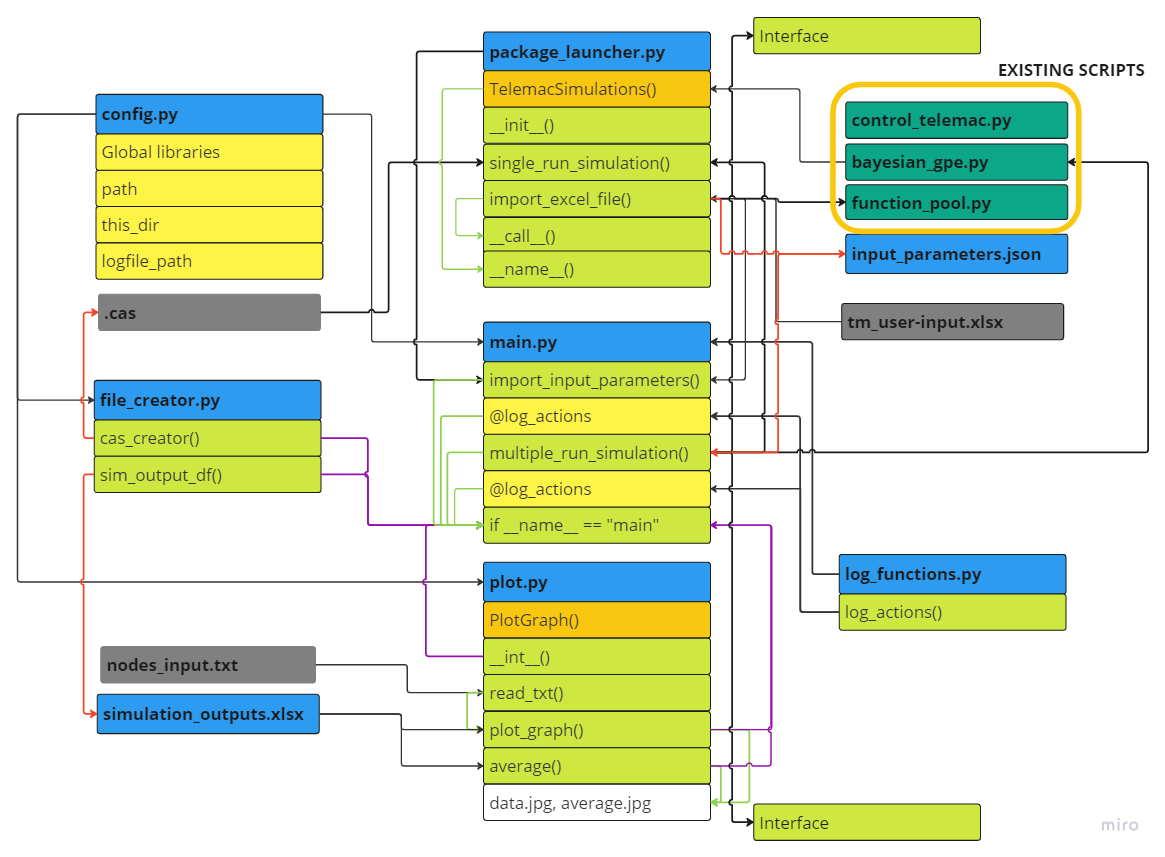 Interface
EXISTING SCRIPTS
package_launcher.py
TelemacSimulations()
__init__()
single_run_simulation()
import_excel_file()
__call__()
__name__()
config.py
Global libraries
path
this_dir
logfile_path
control_telemac.py
bayesian_gpe.py
function_pool.py
input_parameters.json
tm_user-input.xlsx
.cas
file_creator.py
cas_creator()
sim_output_df()
main.py
import_input_parameters()
@log_actions
multiple_run_simulation()
@log_actions
if __name__ == "main"
log_functions.py
log_actions()
plot.py
PlotGraph()
__int__()
read_txt()
plot_graph()
average()
data.jpg, average.jpg
nodes_input.txt
simulation_outputs.xlsx
Interface
miro